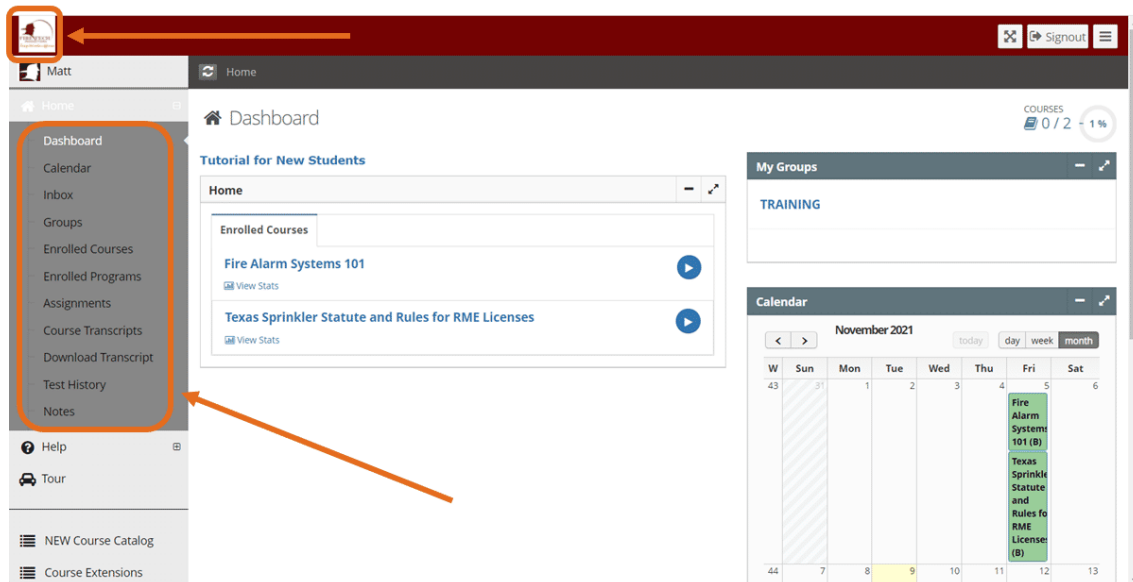 Signout
Matt
Home
Home
Dashboard
Calendar
Inbox
Groups
Enrolled Courses
Enrolled Programs
Assignments
Course Transcripts
Download Transcript
Test History
Notes
Help
Tour
NEW Course Catalog
Course Extensions
Dashboard
COURSES
0 / 2 - 1 %
Tutorial for New Students
Home
Enrolled Courses
Fire Alarm Systems 101
View Stats
Texas Sprinkler Statute and Rules for RME Licenses
View Stats
My Groups
TRAINING
Calendar
November 2021
today day week month
W Sun Mon Tue Wed Thu Fri Sat
43 31 1 2 3 4 5 6
Fire
Alarm
Systems
101 (B)
Texas
Sprinkle
Statute
and
Rules fo
RME
License
(B)
44 7 8 9 10 11 12 13